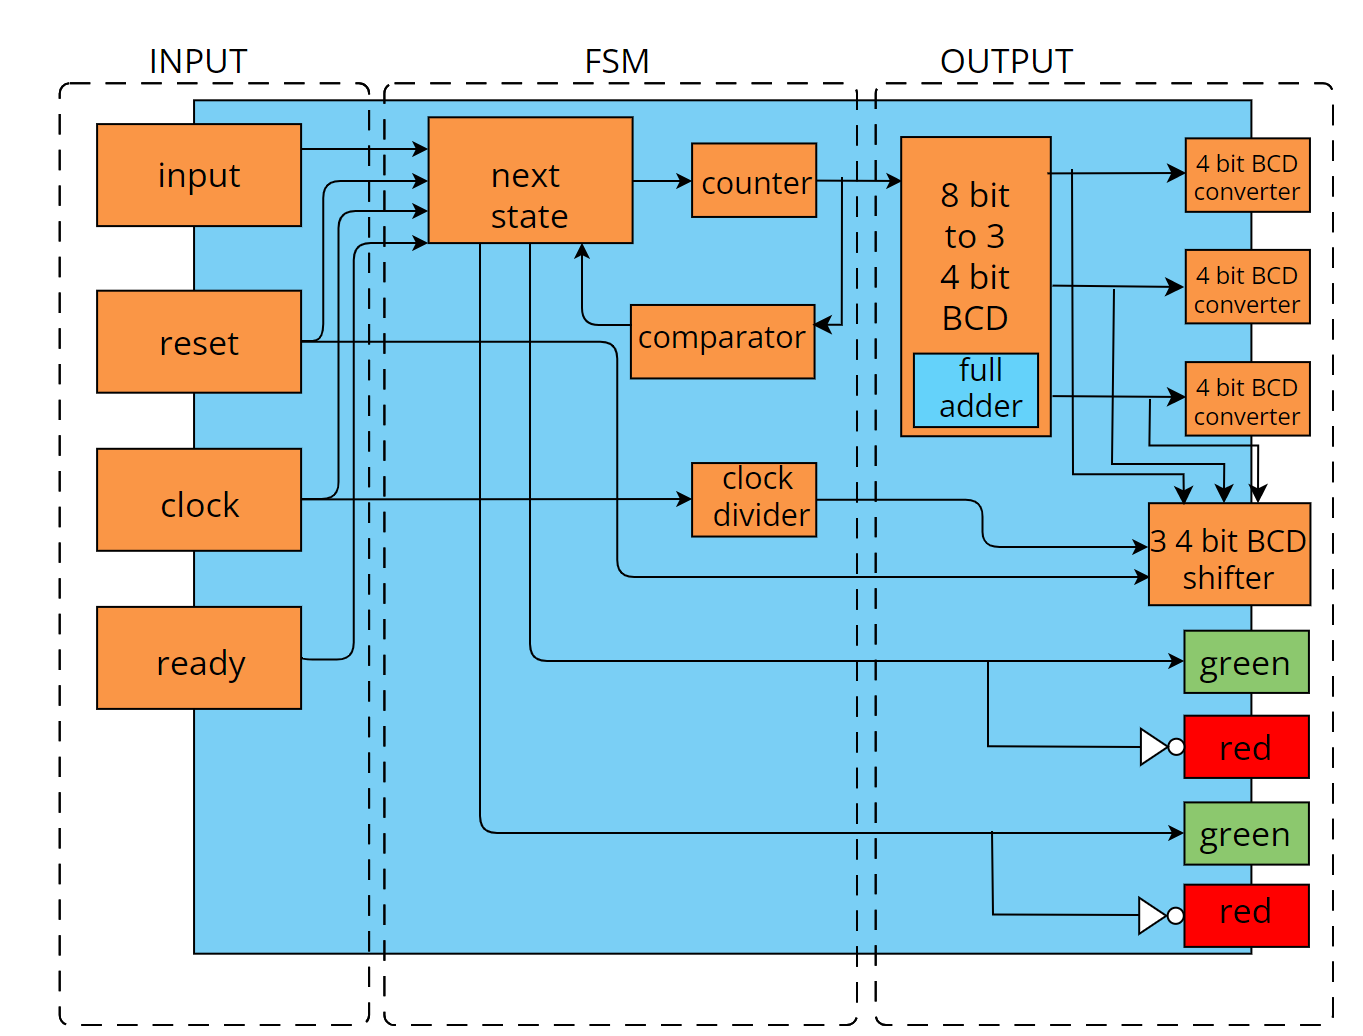 INPUT
FSM
OUTPUT
input
reset
clock
ready
next
state
counter
comparator
clock
divider
8 bit
to 3
4 bit
BCD
full
adder
4 bit BCD
converter
4 bit BCD
converter
4 bit BCD
converter
3 4 bit BCD
shifter
green
red
green
red